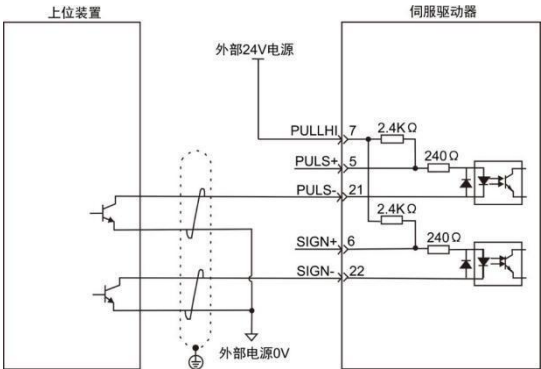 上位装置
伺服驱动器
外部24V电源
PULLHI 7
2.4KΩ
PULS+ 5
240Ω
PULS- 21
2.4KΩ
SIGN+ 6
240Ω
SIGN- 22
外部电源0V